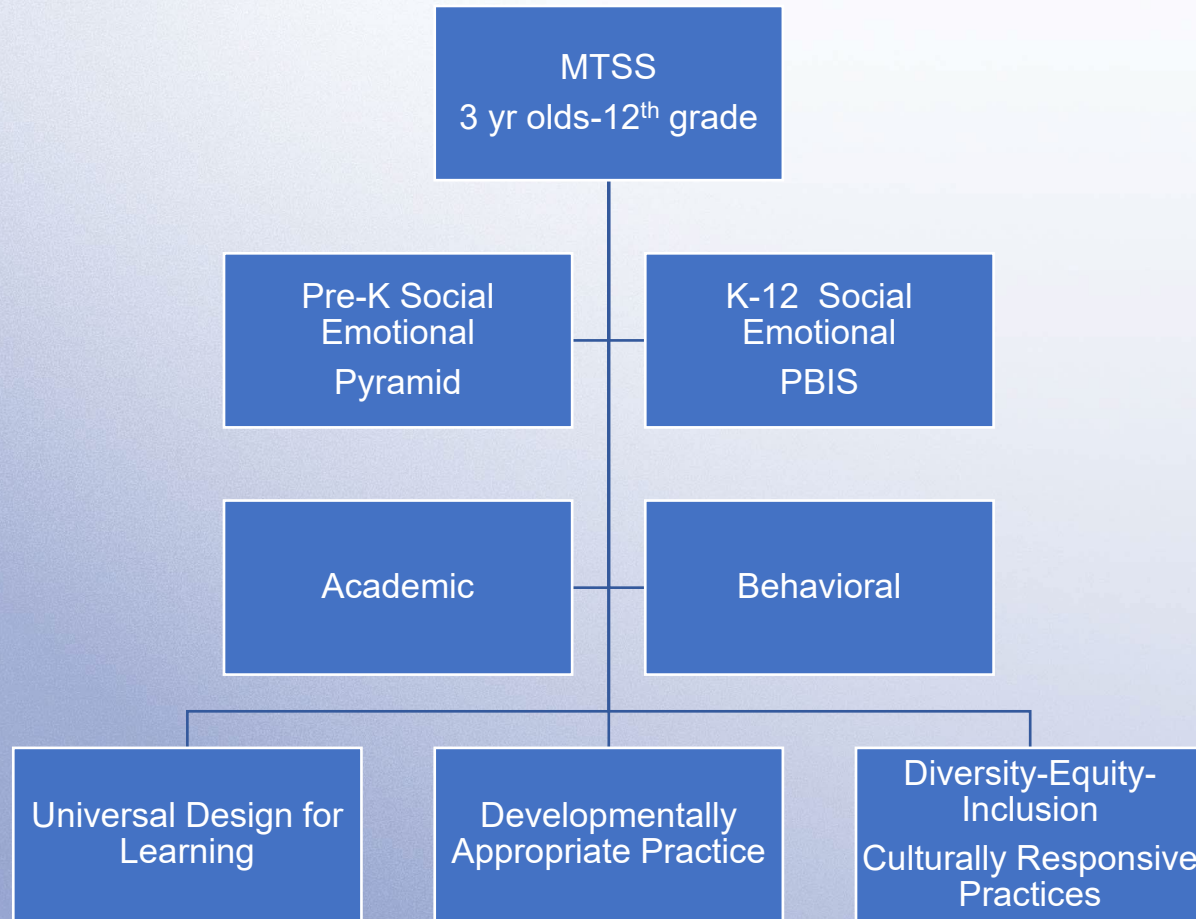 MTSS
3 yr olds-12th grade
Pre-K Social
Emotional
Pyramid
K-12 Social
Emotional
PBIS
Academic
Behavioral
Universal Design for
Learning
Developmentally
Appropriate Practice
Diversity-Equity-
Inclusion
Culturally Responsive
Practices